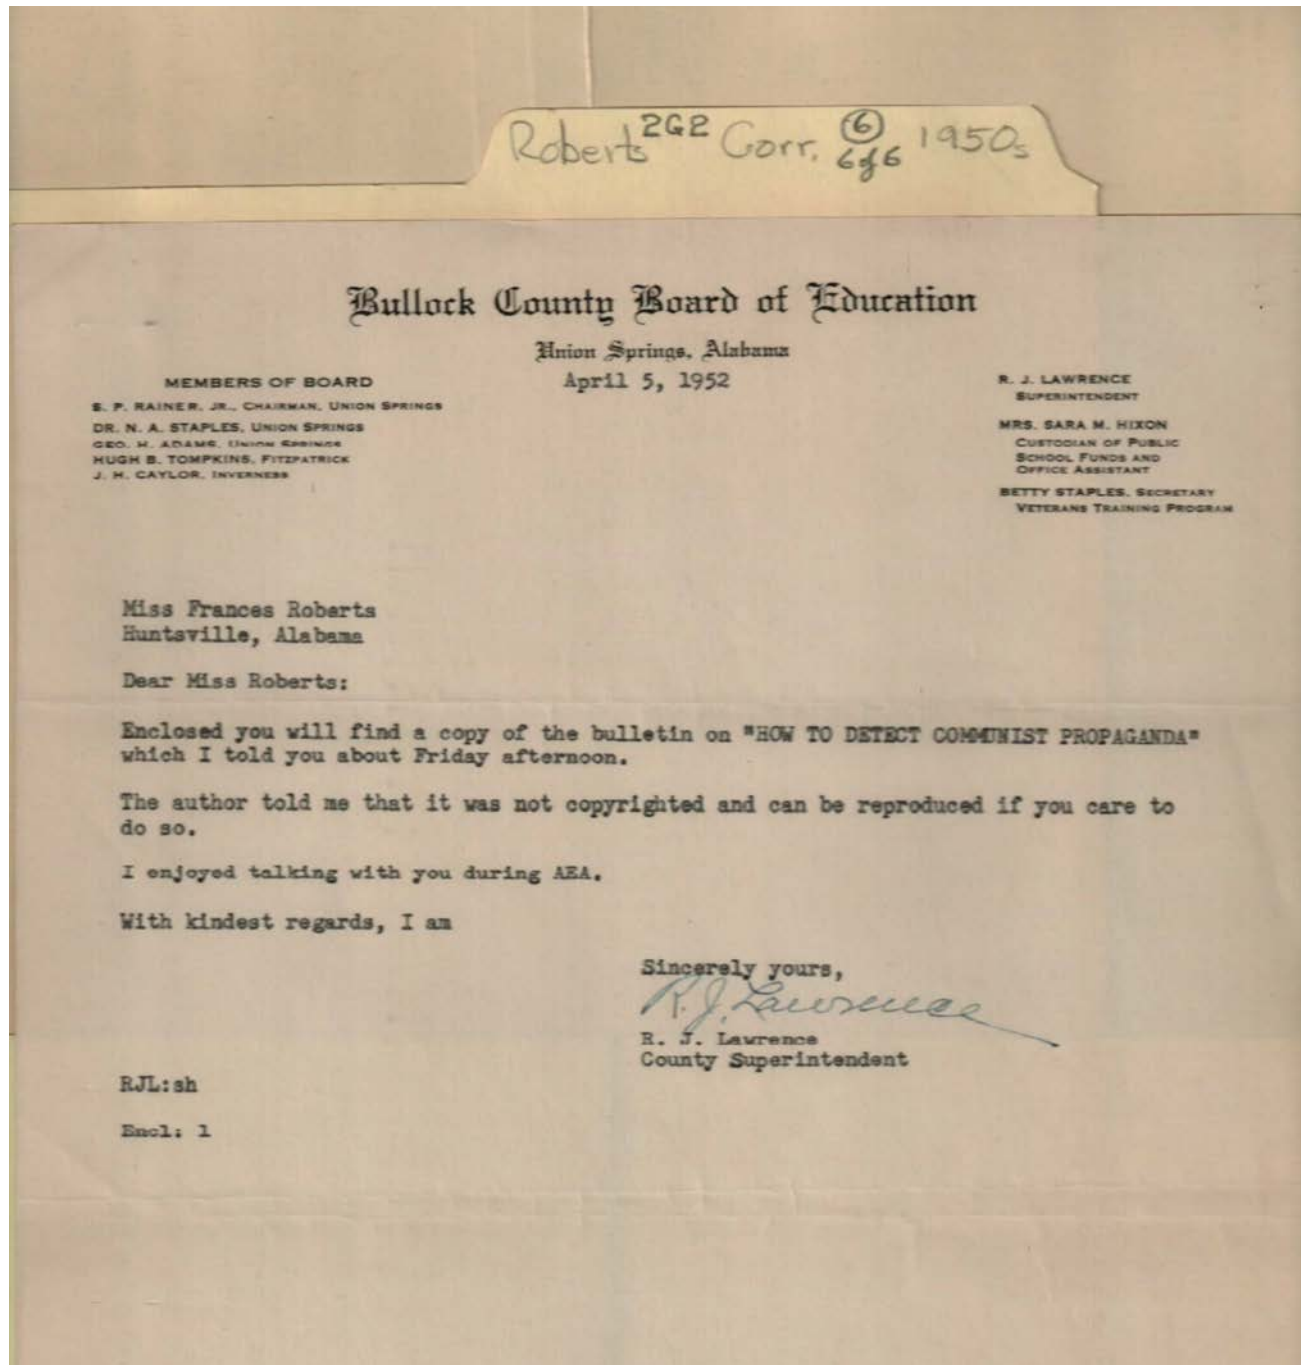 Roberts 2G2 Corr. 6 1950s
6 of 6
Bullock County Board of Education
Union Springs, Alabama
April 5, 1952
MEMBERS OF BOARD
S. P. RAINER, JR., CHAIRMAN, UNION SPRINGS
DR. N. A. STAPLES, UNION SPRINGS
GEO. H. ADAMS, UNION SPRINGS
HUGH B. TOMPKINS, FITZPATRICK
J. H. CAYLOR, INVERNESS
R. J. LAWRENCE
SUPERINTENDENT
MRS. SARA M. HIXON
CUSTODIAN OF PUBLIC
SCHOOL FUNDS AND
OFFICE ASSISTANT
BETTY STAPLES, SECRETARY
VETERANS TRAINING PROGRAM
Miss Frances Roberts
Huntsville, Alabama
Dear Miss Roberts:
Enclosed you will find a copy of the bulletin on "HOW TO DETECT COMMUNIST PROPAGANDA"
which I told you about Friday afternoon.
The author told me that it was not copyrighted and can be reproduced if you care to
do so.
I enjoyed talking with you during AEA.
With kindest regards, I am
Sincerely yours,
R. J. Lawrence
R. J. Lawrence
County Superintendent
RJL:sh
Encl: 1